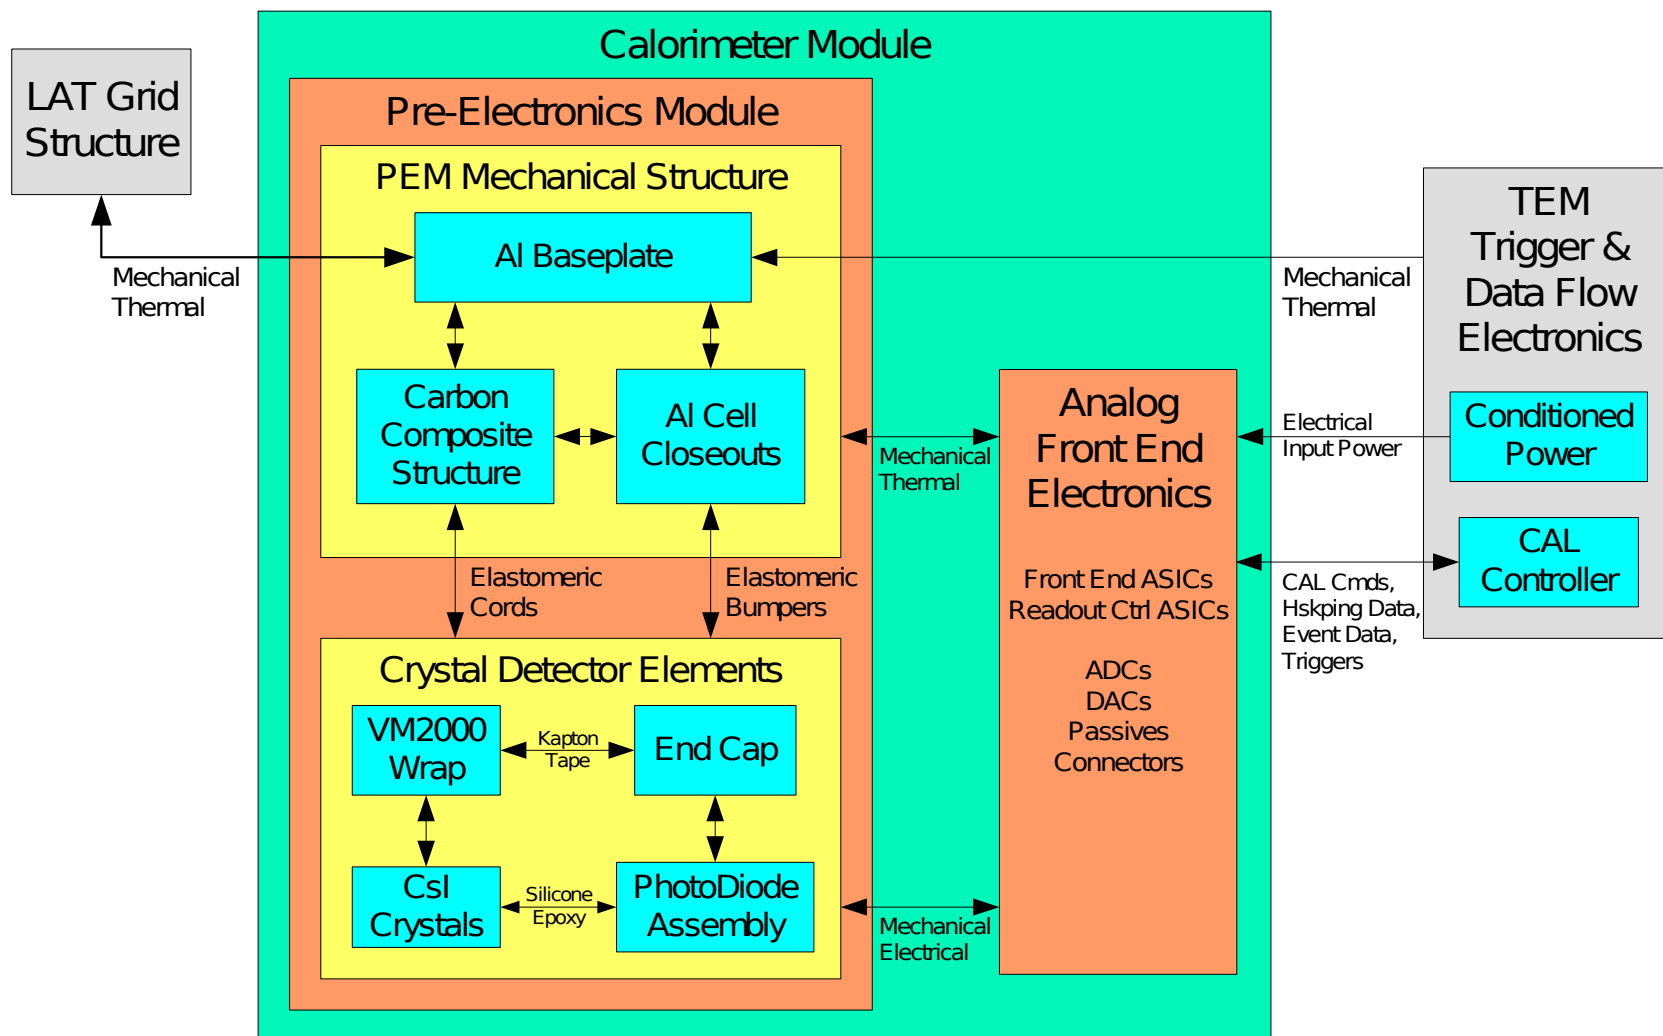 Calorimeter Module
LAT Grid
Structure
Pre-Electronics Module
PEM Mechanical Structure
Al Baseplate
Mechanical
Thermal
Mechanical
Thermal
TEM
Trigger &
Data Flow
Electronics
Carbon
Composite
Structure
Al Cell
Closeouts
Mechanical
Thermal
Analog
Front End
Electronics
Electrical
Input Power
Conditioned
Power
CAL
Controller
Elastomeric
Cords
Elastomeric
Bumpers
Front End ASICs
Readout Ctrl ASICs
ADCs
DACs
Passives
Connectors
CAL Cmds,
Hskping Data,
Event Data,
Triggers
Crystal Detector Elements
VM2000
Wrap
Kapton
Tape
End Cap
CsI
Crystals
Silicone
Epoxy
PhotoDiode
Assembly
Mechanical
Electrical